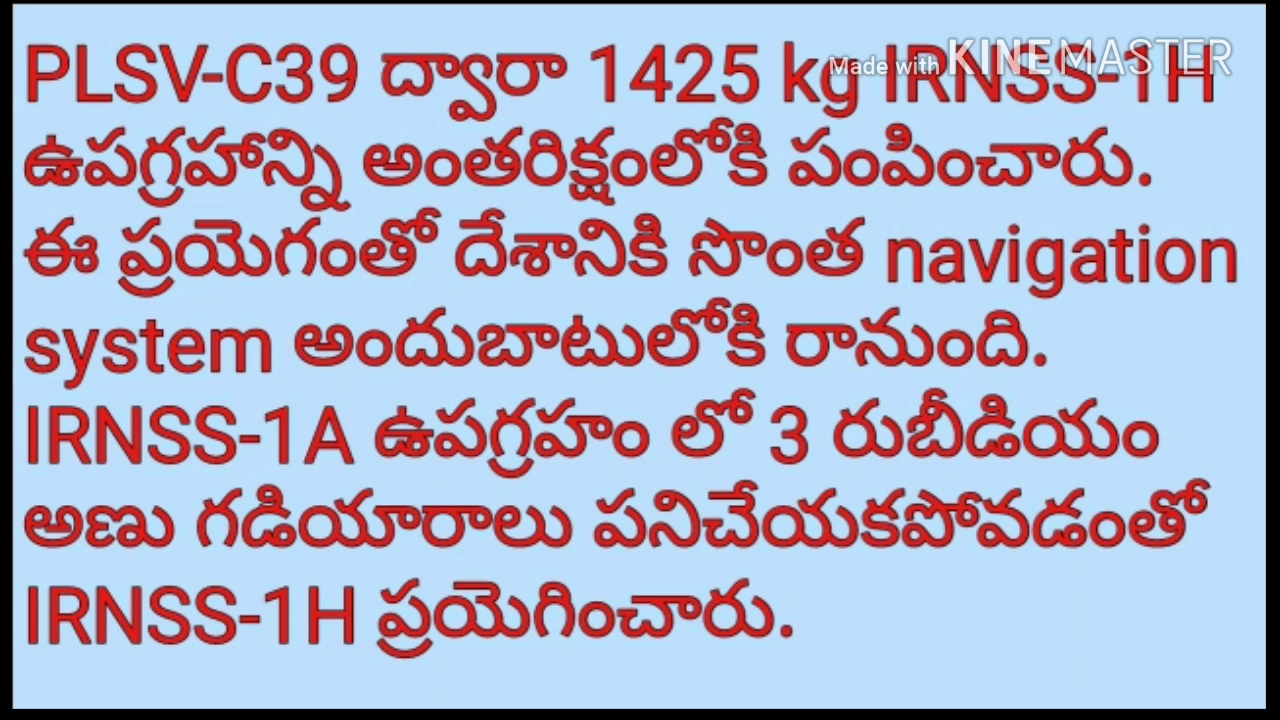 PLSV-C39 ద్వారా 1425 kg IRNSS-1H
Made with KINEMASTER
ఉపగ్రహాన్ని అంతరిక్షంలోకి పంపించారు.
ఈ ప్రయెగంతో దేశానికి సొంత navigation
system అందుబాటులోకి రానుంది.
IRNSS-1A ఉపగ్రహం లో 3 రుబీడియం
అణు గడియారాలు పనిచేయకపోవడంతో
IRNSS-1H ప్రయెగించారు.